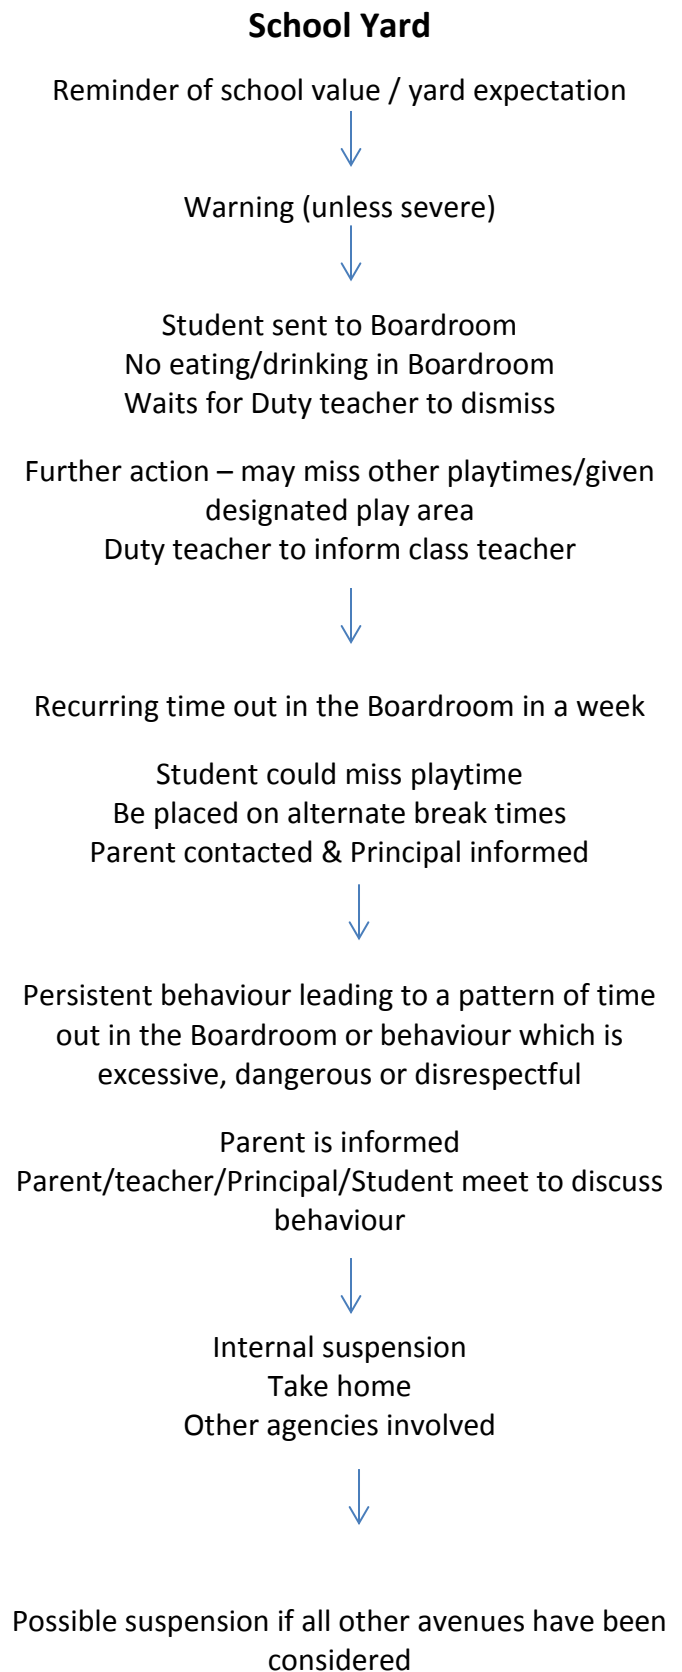 School Yard
Reminder of school value / yard expectation
Warning (unless severe)
Student sent to Boardroom
No eating/drinking in Boardroom
Waits for Duty teacher to dismiss
Further action – may miss other playtimes/given
designated play area
Duty teacher to inform class teacher
Recurring time out in the Boardroom in a week
Student could miss playtime
Be placed on alternate break times
Parent contacted & Principal informed
Persistent behaviour leading to a pattern of time
out in the Boardroom or behaviour which is
excessive, dangerous or disrespectful
Parent is informed
Parent/teacher/Principal/Student meet to discuss
behaviour
Internal suspension
Take home
Other agencies involved
Possible suspension if all other avenues have been
considered